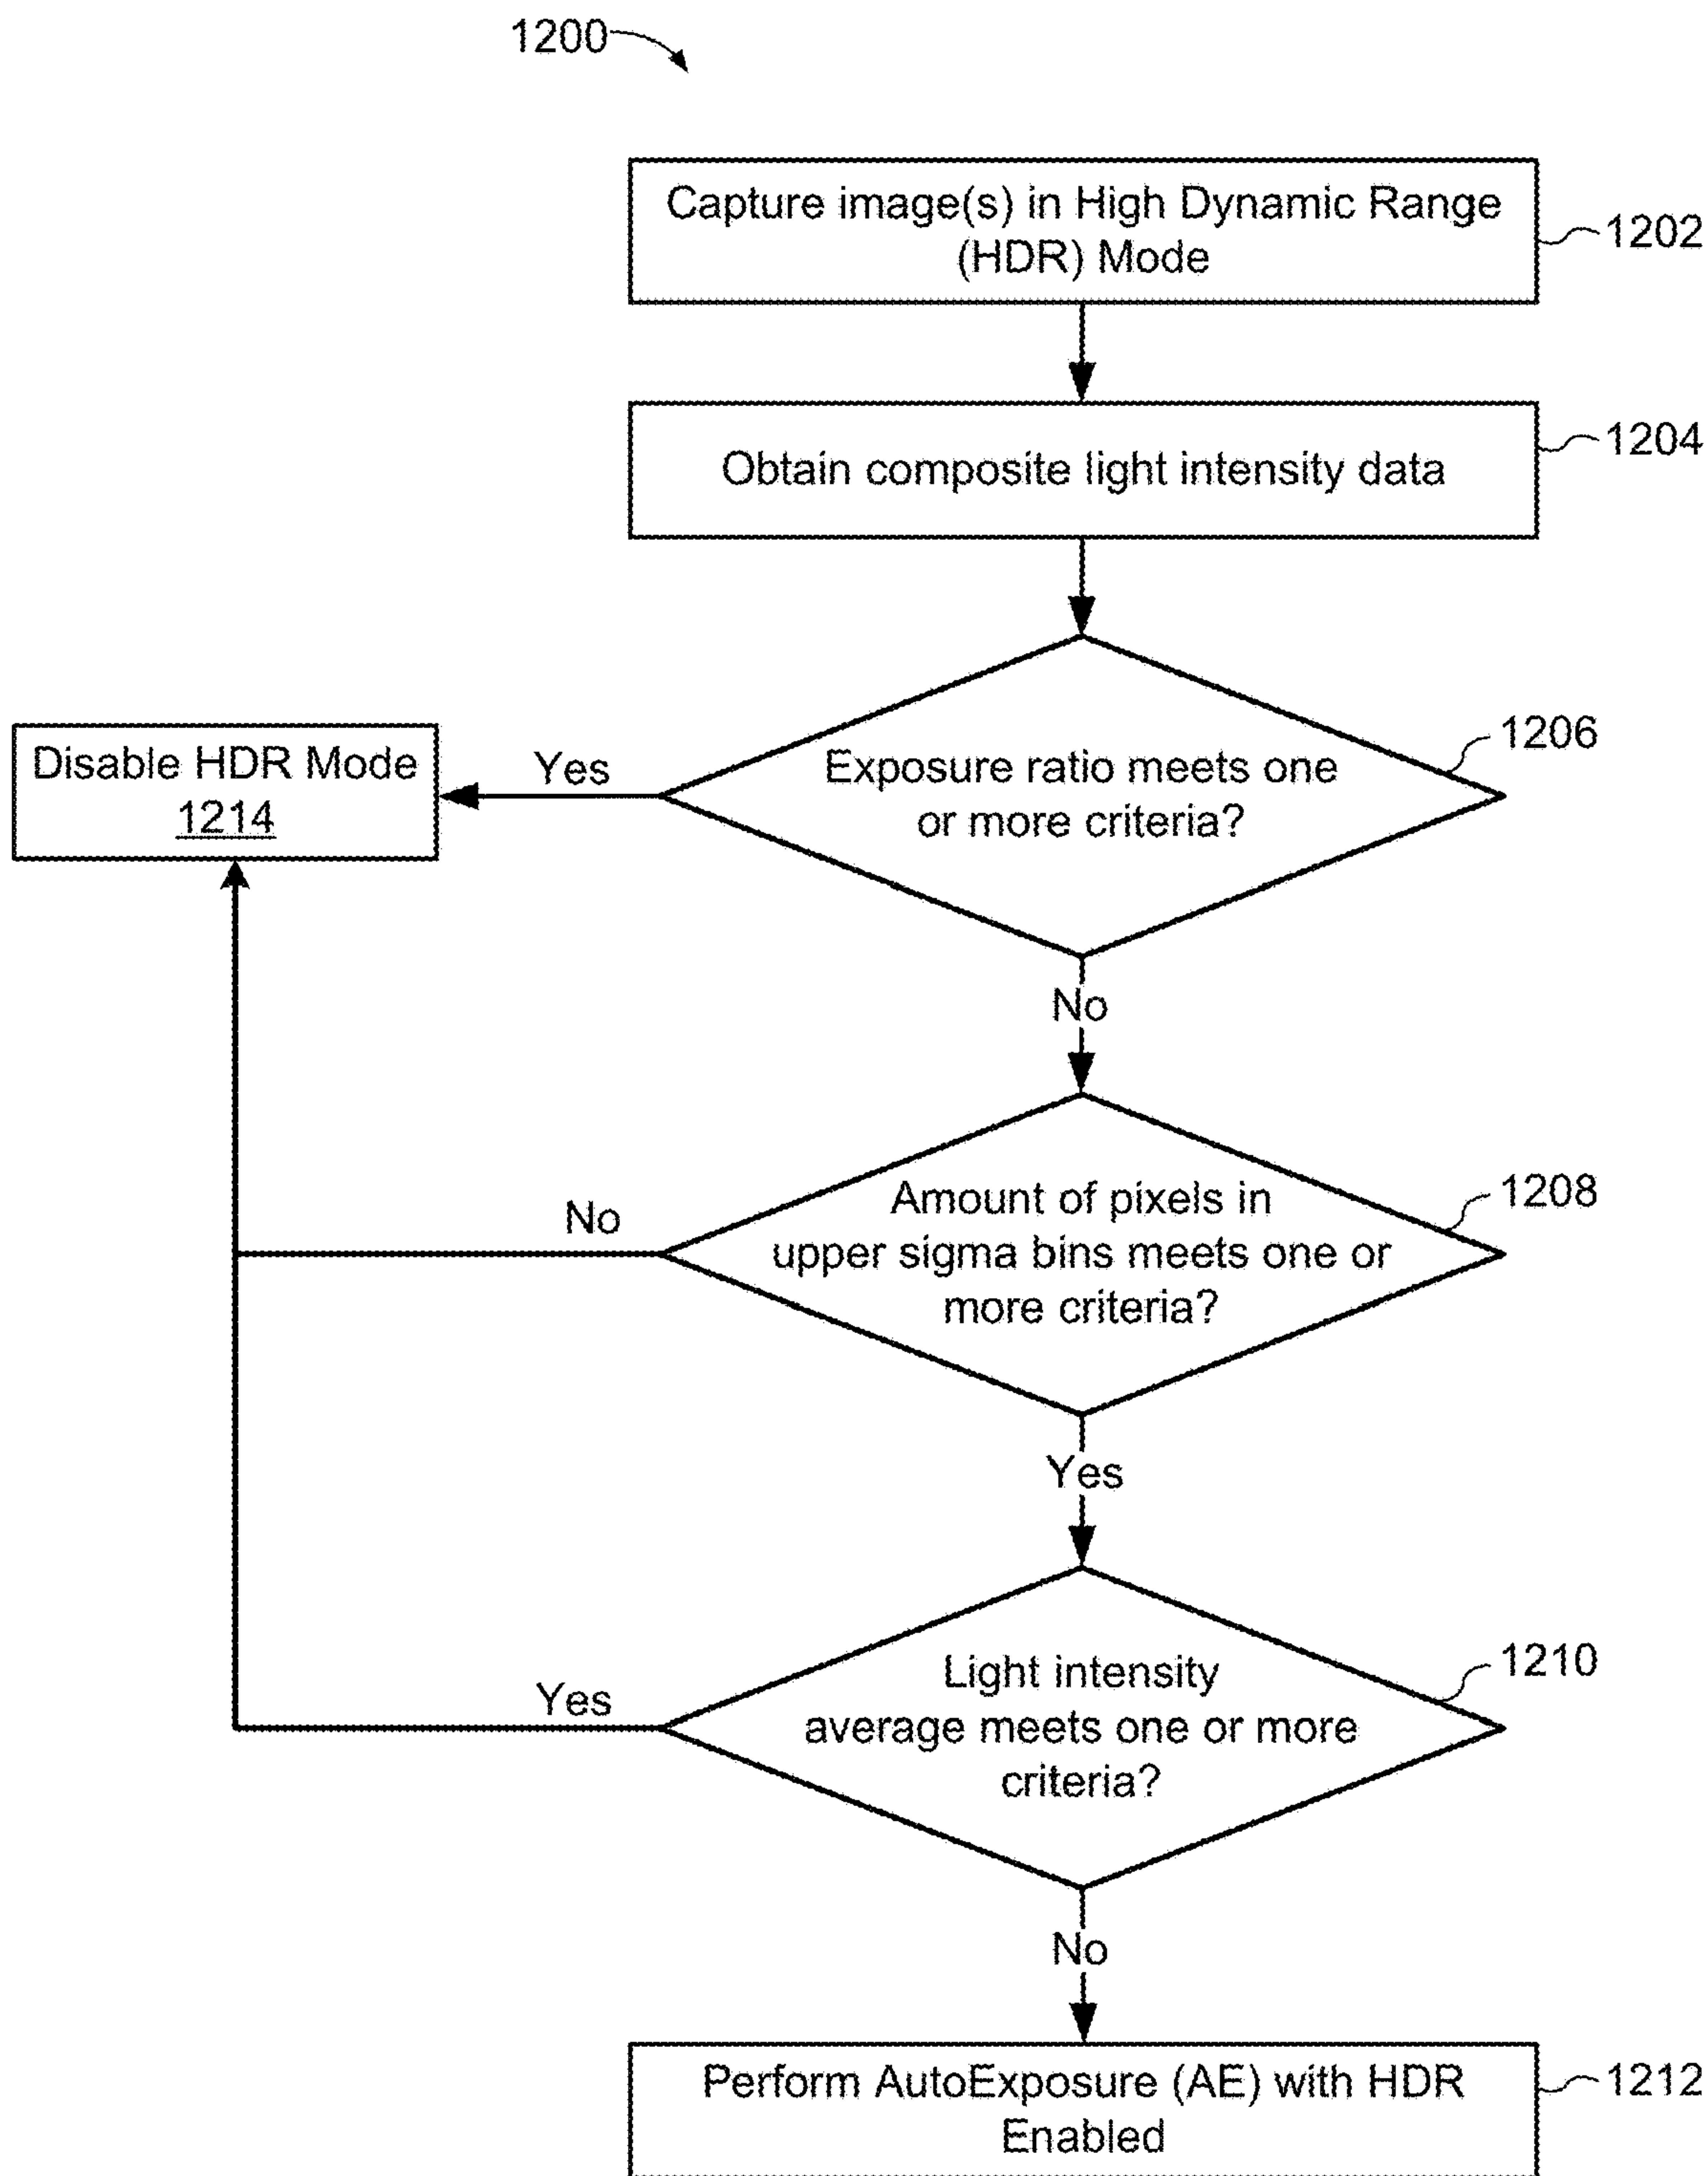 1200
Capture image(s) in High Dynamic Range
(HDR) Mode
1202
Obtain composite light intensity data
1204
Exposure ratio meets one
or more criteria?
1206
Yes
Disable HDR Mode
1214
No
Amount of pixels in
upper sigma bins meets one or
more criteria?
1208
No
Yes
Light intensity
average meets one or more
criteria?
1210
Yes
No
Perform AutoExposure (AE) with HDR
Enabled
1212